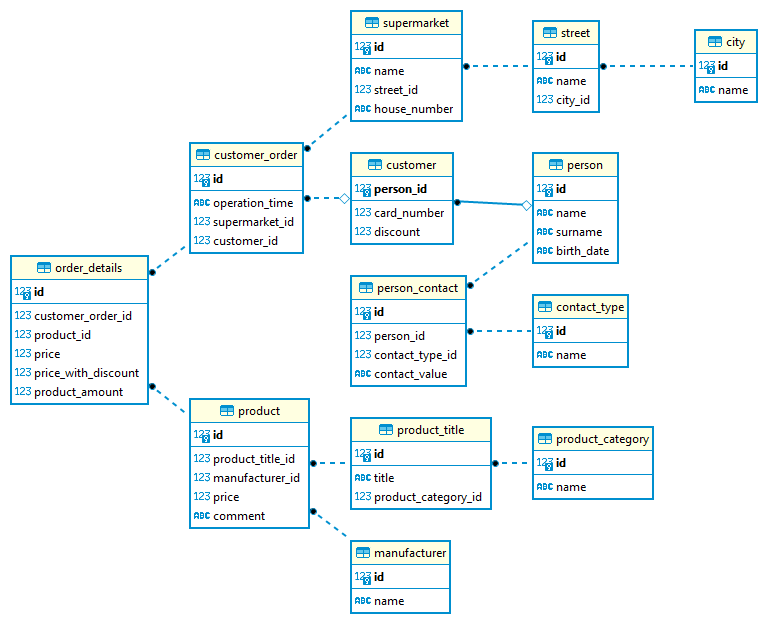 supermarket
123 id
ABC name
123 street_id
ABC house_number
street
123 id
ABC name
123 city_id
city
123 id
ABC name
customer_order
123 id
ABC operation_time
123 supermarket_id
123 customer_id
customer
123 person_id
123 card_number
123 discount
person
123 id
ABC name
ABC surname
ABC birth_date
order_details
123 id
123 customer_order_id
123 product_id
123 price
123 price_with_discount
123 product_amount
person_contact
123 id
123 person_id
123 contact_type_id
ABC contact_value
contact_type
123 id
ABC name
product
123 id
123 product_title_id
123 manufacturer_id
123 price
ABC comment
product_title
123 id
ABC title
123 product_category_id
product_category
123 id
ABC name
manufacturer
123 id
ABC name